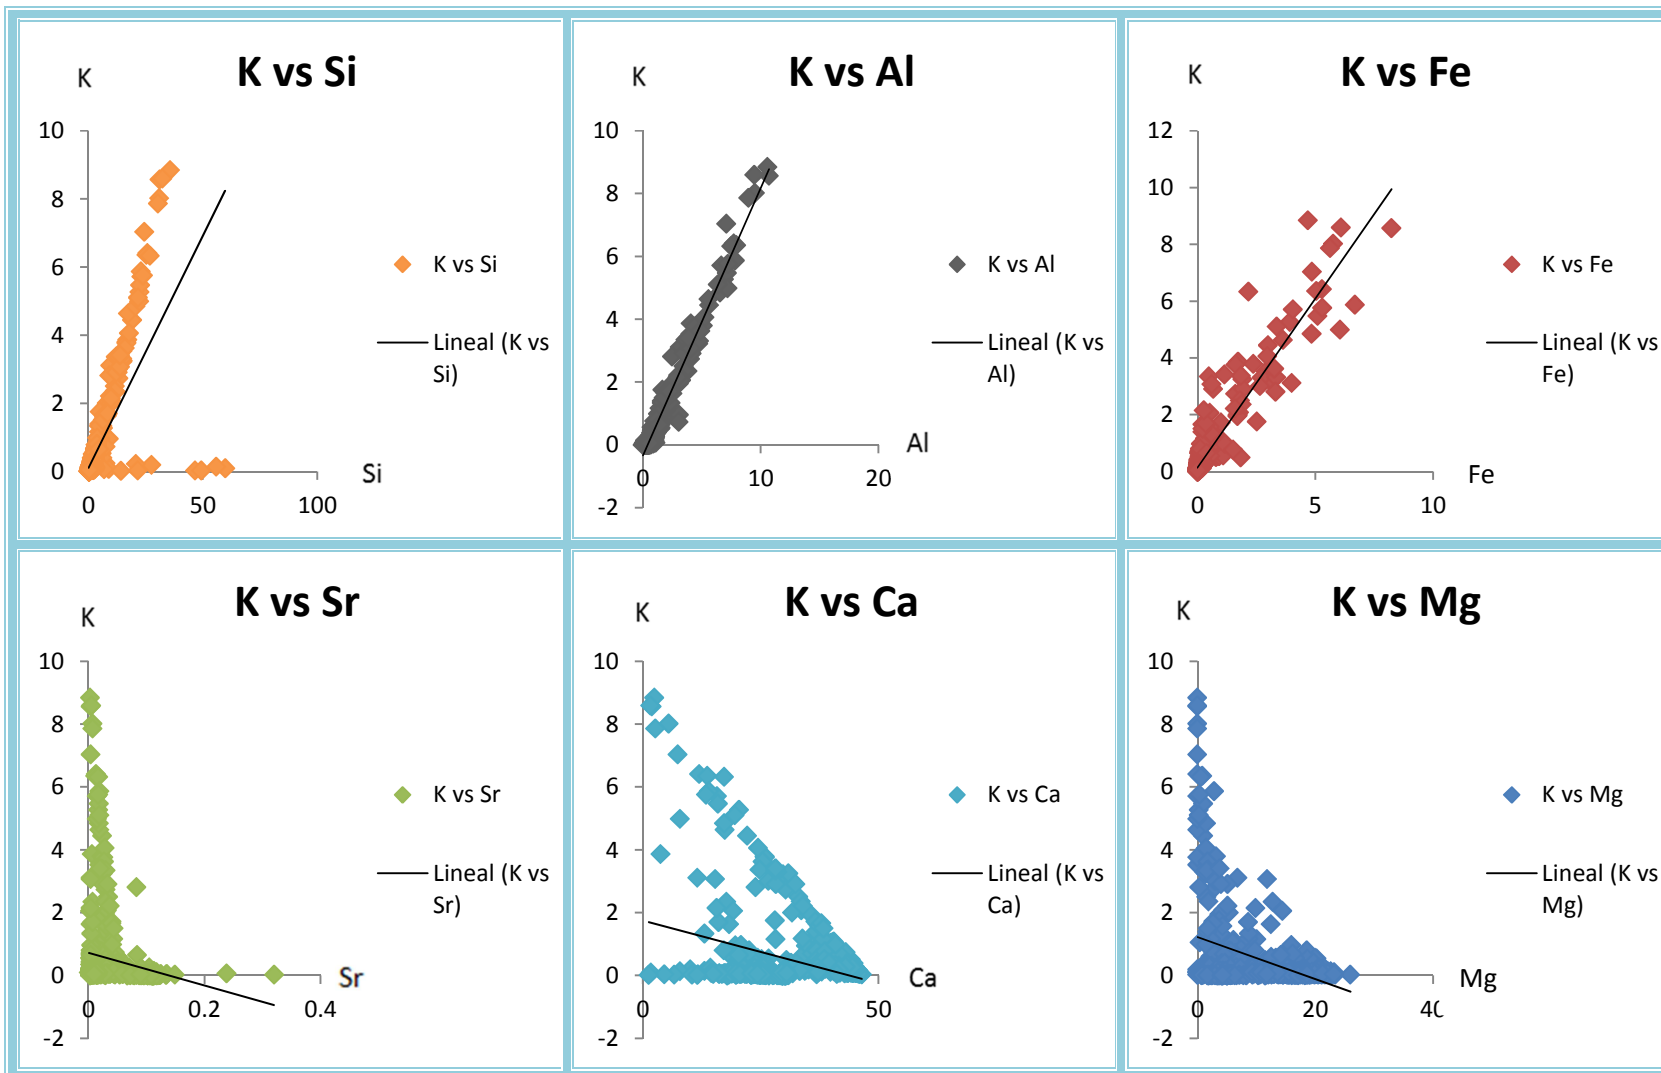 K vs Si
K
10
8
6
4
2
0
0 50 100
Si
K vs Si
Lineal (K vs
Si)
K vs Al
K
10
8
6
4
2
0
-2
0 10 20
Al
K vs Al
Lineal (K vs
Al)
K vs Fe
K
12
10
8
6
4
2
0
0 5 10
Fe
K vs Fe
Lineal (K vs
Fe)
K vs Sr
K
10
8
6
4
2
0
-2
0 0.2 0.4
Sr
K vs Sr
Lineal (K vs
Sr)
K vs Ca
K
10
8
6
4
2
0
-2
0 50
Ca
K vs Ca
Lineal (K vs
Ca)
K vs Mg
K
10
8
6
4
2
0
-2
0 20 40
Mg
K vs Mg
Lineal (K vs
Mg)